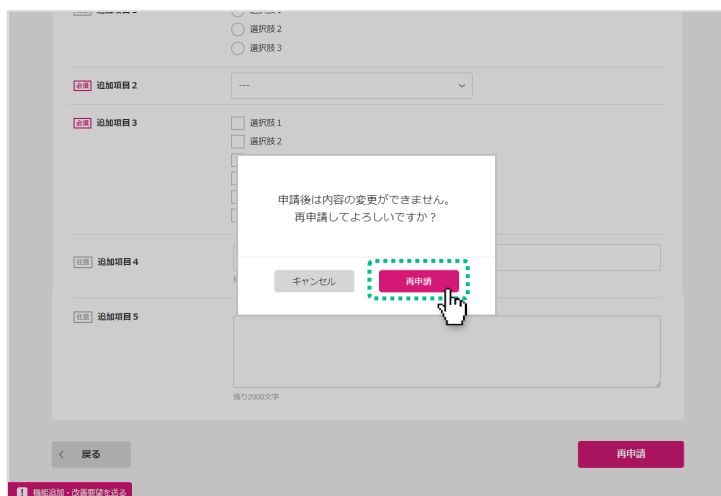 選択肢2
選択肢3
必須 追加項目2
---
必須 追加項目3
選択肢1
選択肢2
申請後は内容の変更ができません。
再申請してよろしいですか？
キャンセル
再申請
任意 追加項目4
任意 追加項目5
残り2000文字
戻る
再申請
機能追加・改善要望を送る